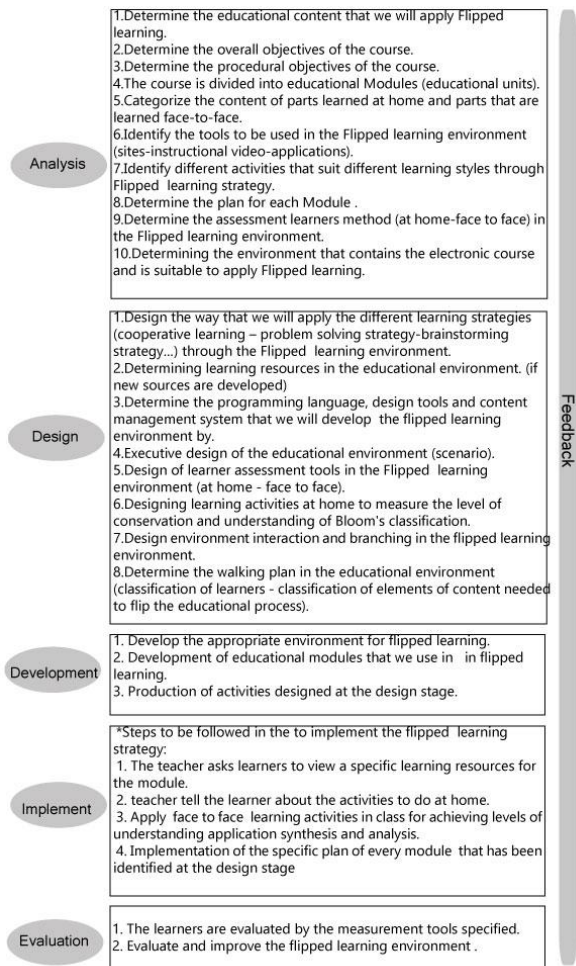 1.Determine the educational content that we will apply Flipped
learning.
2.Determine the overall objectives of the course.
3.Determine the procedural objectives of the course.
4.The course is divided into educational Modules (educational units).
5.Categorize the content of parts learned at home and parts that are
learned face-to-face.
6.Identify the tools to be used in the Flipped learning environment
(sites-instructional video-applications).
Analysis
7.Identify different activities that suit different learning styles through
Flipped learning strategy.
8.Determine the plan for each Module .
9.Determine the assessment learners method (at home-face to face) in
the Flipped learning environment.
10.Determining the environment that contains the electronic course
and is suitable to apply Flipped learning.
1.Design the way that we will apply the different learning strategies
(cooperative learning – problem solving strategy-brainstorming
strategy...) through the Flipped learning environment.
2.Determining learning resources in the educational environment. (if
new sources are developed)
3.Determine the programming language, design tools and content
management system that we will develop the flipped learning
environment by.
Design
4.Executive design of the educational environment (scenario).
5.Design of learner assessment tools in the Flipped learning
environment (at home - face to face).
6.Designing learning activities at home to measure the level of
conservation and understanding of Bloom's classification.
7.Design environment interaction and branching in the flipped learning
environment.
8.Determine the walking plan in the educational environment
(classification of learners - classification of elements of content needed
to flip the educational process).
1. Develop the appropriate environment for flipped learning.
2. Development of educational modules that we use in in flipped
learning.
Development
3. Production of activities designed at the design stage.
*Steps to be followed in the to implement the flipped learning
strategy:
1. The teacher asks learners to view a specific learning resources for
the module.
2. teacher tell the learner about the activities to do at home.
Implement
3. Apply face to face learning activities in class for achieving levels of
understanding application synthesis and analysis.
4. Implementation of the specific plan of every module that has been
identified at the design stage
1. The learners are evaluated by the measurement tools specified.
Evaluation
2. Evaluate and improve the flipped learning environment .
Feedback